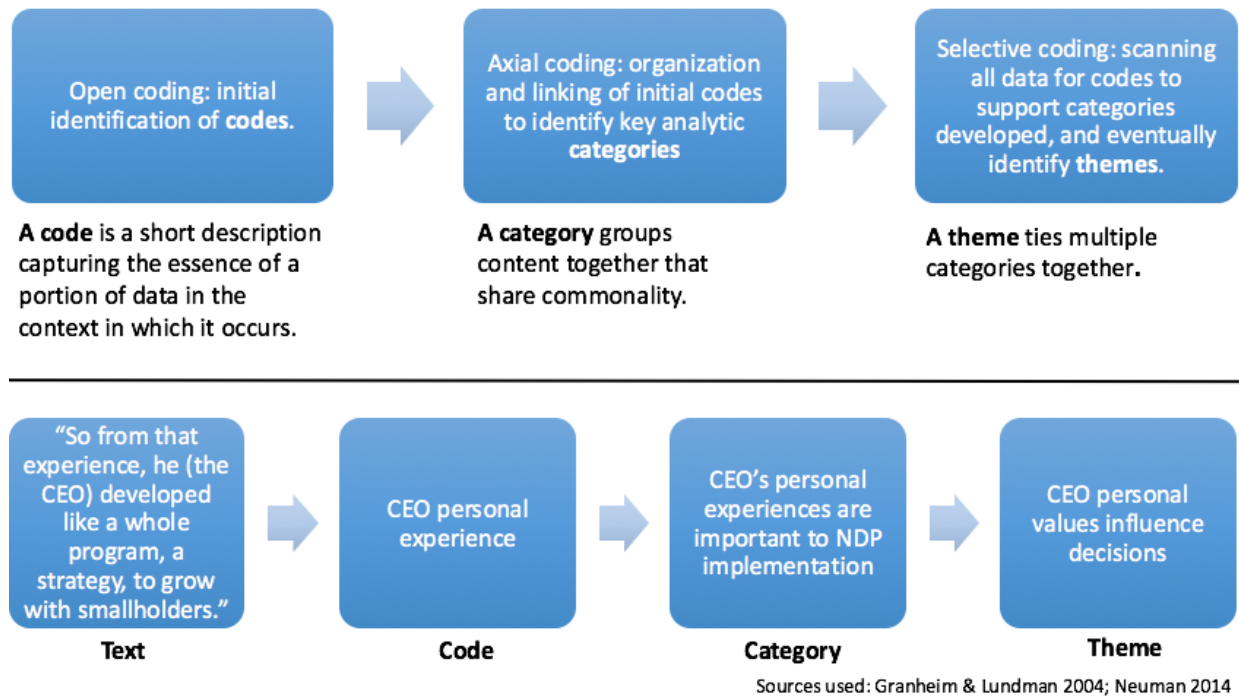 Open coding: initial
identification of codes.
Axial coding: organization
and linking of initial codes
to identify key analytic
categories
Selective coding: scanning
all data for codes to
support categories
developed, and eventually
identify themes.
A code is a short description
capturing the essence of a
portion of data in the
context in which it occurs.
A category groups
content together that
share commonality.
A theme ties multiple
categories together.
“So from that
experience, he (the
CEO) developed
like a whole
program, a
strategy, to grow
with smallholders.”
CEO personal
experience
CEO’s personal
experiences are
important to NDP
implementation
CEO personal
values influence
decisions
Text
Code
Category
Theme
Sources used: Granheim & Lundman 2004; Neuman 2014